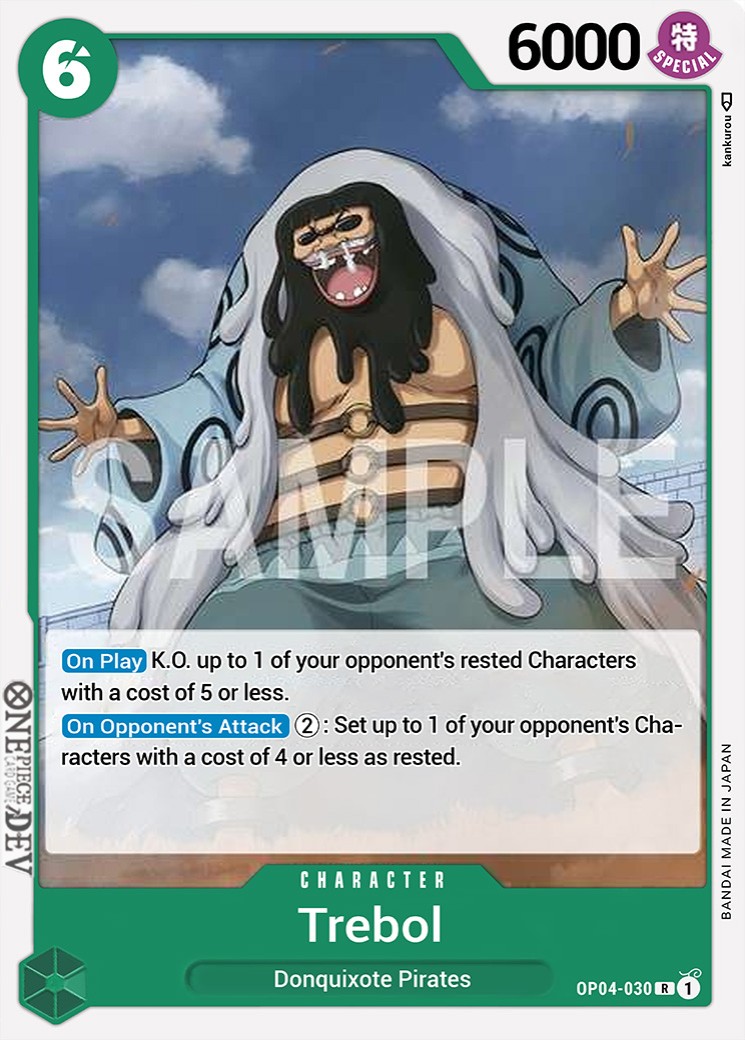 6
6000
特
SPECIAL
kankurou
SAMPLE
On Play K.O. up to 1 of your opponent's rested Characters
with a cost of 5 or less.
On Opponent's Attack ②: Set up to 1 of your opponent's Cha-
racters with a cost of 4 or less as rested.
ONE PIECE
CARD GAME
DEV
BANDAI MADE IN JAPAN
CHARACTER
Trebol
Donquixote Pirates
OP04-030 R 1